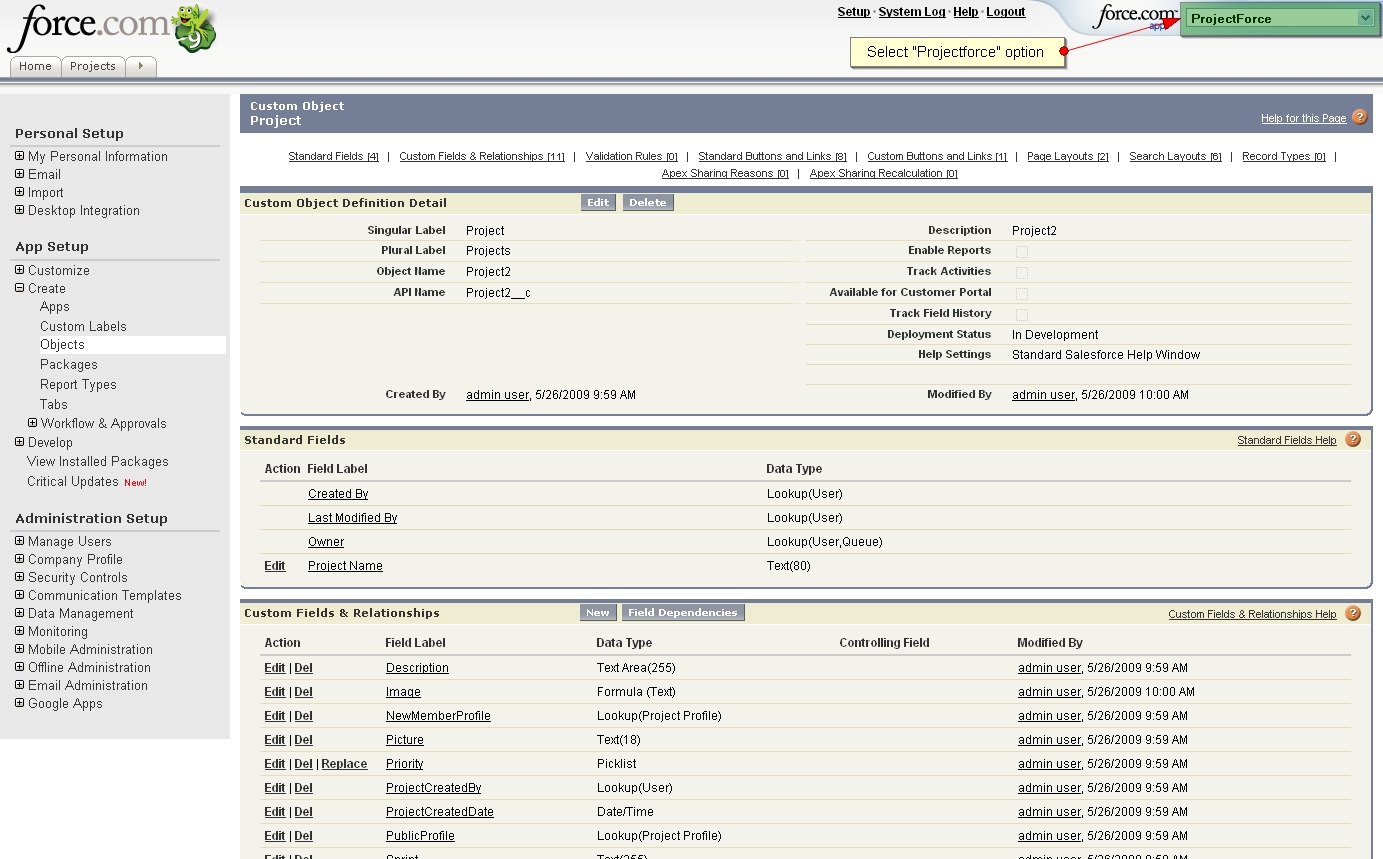 force.com 9
Setup · System Log · Help · Logout
force.com
app
ProjectForce
Select "Projectforce" option
Home Projects
Personal Setup
My Personal Information
Email
Import
Desktop Integration
App Setup
Customize
Create
Apps
Custom Labels
Objects
Packages
Report Types
Tabs
Workflow & Approvals
Develop
View Installed Packages
Critical Updates New!
Administration Setup
Manage Users
Company Profile
Security Controls
Communication Templates
Data Management
Monitoring
Mobile Administration
Offline Administration
Email Administration
Google Apps
Custom Object
Project
Help for this Page ?
Standard Fields [4] | Custom Fields & Relationships [11] | Validation Rules [0] | Standard Buttons and Links [8] | Custom Buttons and Links [1] | Page Layouts [2] | Search Layouts [6] | Record Types [0] |
Apex Sharing Reasons [0] | Apex Sharing Recalculation [0]
Custom Object Definition Detail Edit Delete
Singular Label Project Description Project2
Plural Label Projects Enable Reports
Object Name Project2 Track Activities
API Name Project2__c Available for Customer Portal
Track Field History
Deployment Status In Development
Help Settings Standard Salesforce Help Window
Created By admin user, 5/26/2009 9:59 AM Modified By admin user, 5/26/2009 10:00 AM
Standard Fields Standard Fields Help ?
Action Field Label Data Type
Created By Lookup(User)
Last Modified By Lookup(User)
Owner Lookup(User,Queue)
Edit Project Name Text(80)
Custom Fields & Relationships New Field Dependencies Custom Fields & Relationships Help ?
Action Field Label Data Type Controlling Field Modified By
Edit | Del Description Text Area(255) admin user, 5/26/2009 9:59 AM
Edit | Del Image Formula (Text) admin user, 5/26/2009 10:00 AM
Edit | Del NewMemberProfile Lookup(Project Profile) admin user, 5/26/2009 9:59 AM
Edit | Del Picture Text(18) admin user, 5/26/2009 9:59 AM
Edit | Del | Replace Priority Picklist admin user, 5/26/2009 9:59 AM
Edit | Del ProjectCreatedBy Lookup(User) admin user, 5/26/2009 9:59 AM
Edit | Del ProjectCreatedDate Date/Time admin user, 5/26/2009 9:59 AM
Edit | Del PublicProfile Lookup(Project Profile) admin user, 5/26/2009 9:59 AM
Edit | Del Sprint Text(255) admin user, 5/26/2009 9:59 AM